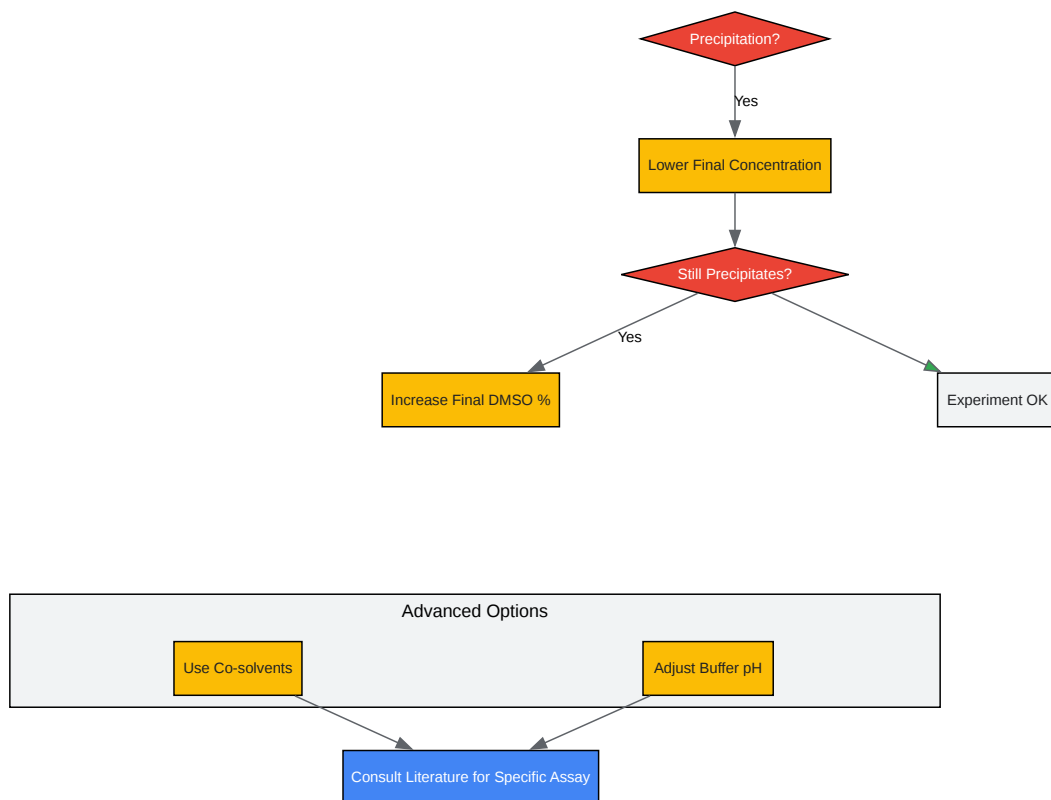 Precipitation?
Yes
Lower Final Concentration
Still Precipitates?
Yes
Increase Final DMSO %
Experiment OK
Advanced Options
Use Co-solvents
Adjust Buffer pH
Consult Literature for Specific Assay